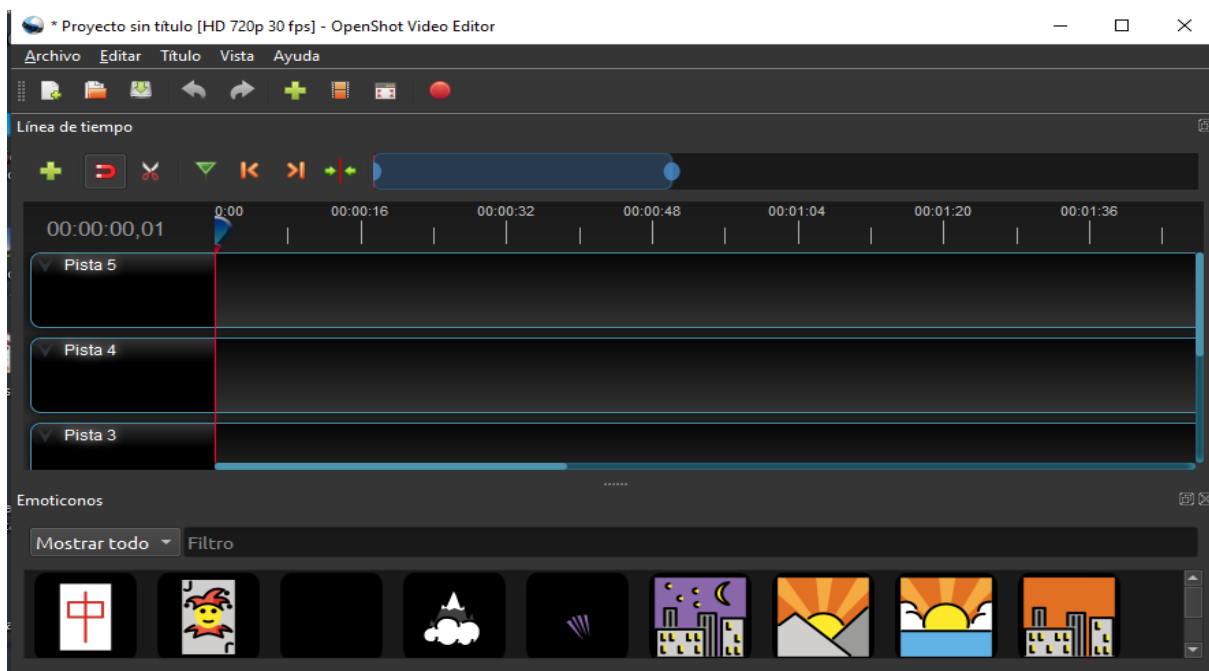 * Proyecto sin título [HD 720p 30 fps] - OpenShot Video Editor
Archivo Editar Título Vista Ayuda
Línea de tiempo
00:00:00,01
0:00 00:00:16 00:00:32 00:00:48 00:01:04 00:01:20 00:01:36
Pista 5
Pista 4
Pista 3
Emoticonos
Mostrar todo Filtro
中 J